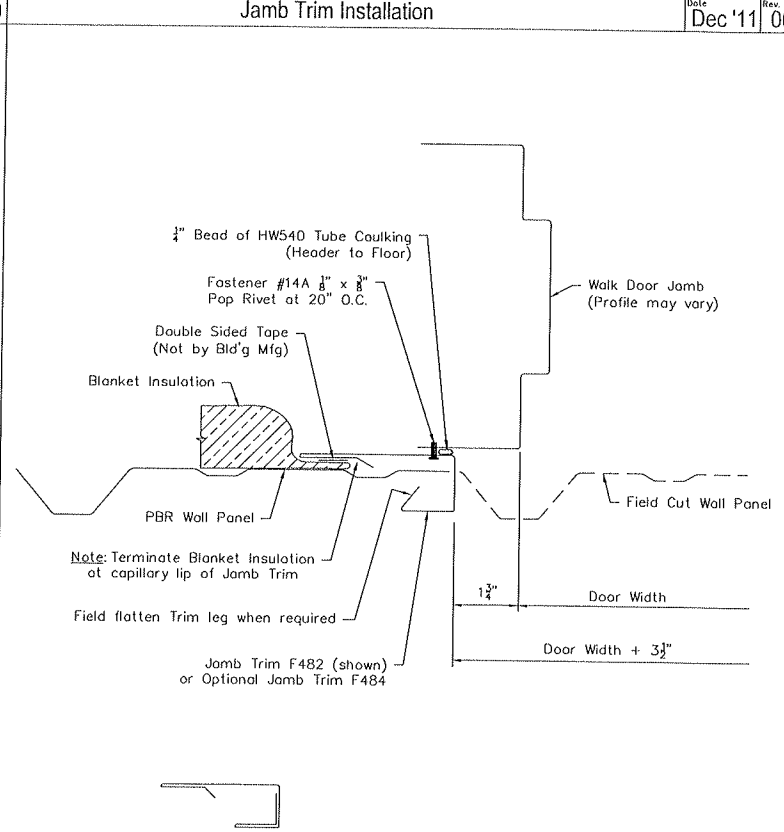 Jamb Trim Installation
Date
Dec '11
Rev.
1/4" Bead of HW540 Tube Caulking
(Header to Floor)
Fastener #14A 1/8" x 3/8"
Pop Rivet at 20" O.C.
Walk Door Jamb
(Profile may vary)
Double Sided Tape
(Not by Bld'g Mfg)
Blanket Insulation
Field Cut Wall Panel
PBR Wall Panel
Note: Terminate Blanket Insulation
at capillary lip of Jamb Trim
1 3/4"
Door Width
Field flatten Trim leg when required
Door Width + 3 1/2"
Jamb Trim F482 (shown)
or Optional Jamb Trim F484